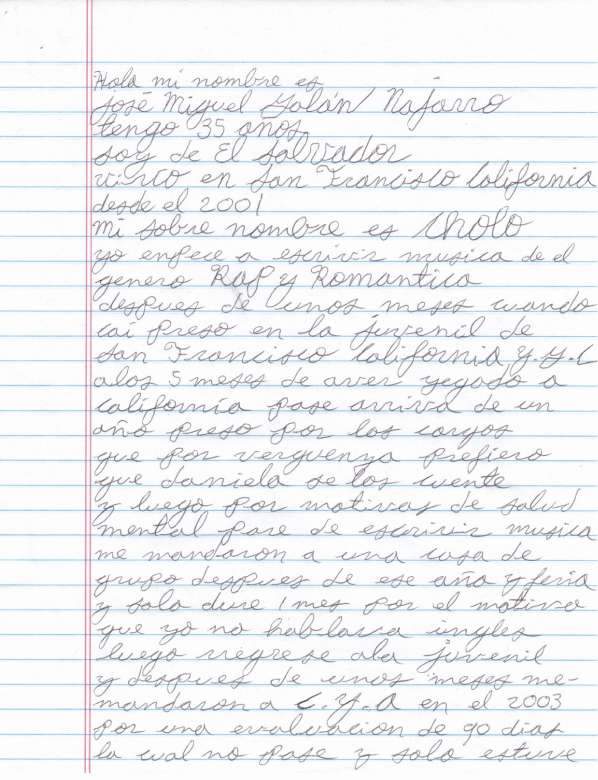 Hola mi nombre es
josé Miguel Galán Najarro
tengo 35 años
soy de El Salvador
vivo en San Francisco California
desde el 2001
mi sobre nombre es Cholo
yo enpece a escrivir musica de el
genero Rap y Romantica
despues de unos meses cuando
caí preso en la juvenil de
San Francisco California y.y.C
alos 5 meses de aver yegado a
california pase arriva de un
año preso por los cargos
que por verguenza prefiero
que daniela se los cuente
y luego por motivos de salud
mental pare de escrivir musica
me mandaron a una casa de
grupo despues de ese año y feria
y solo dure 1 mes por el motivo
que yo no hablava ingles
luego regrese ala juvenil
y despues de unos meses me-
mandaron a C.Y.A en el 2003
por una evaluacion de 90 dias
la cual no pase y solo estuve